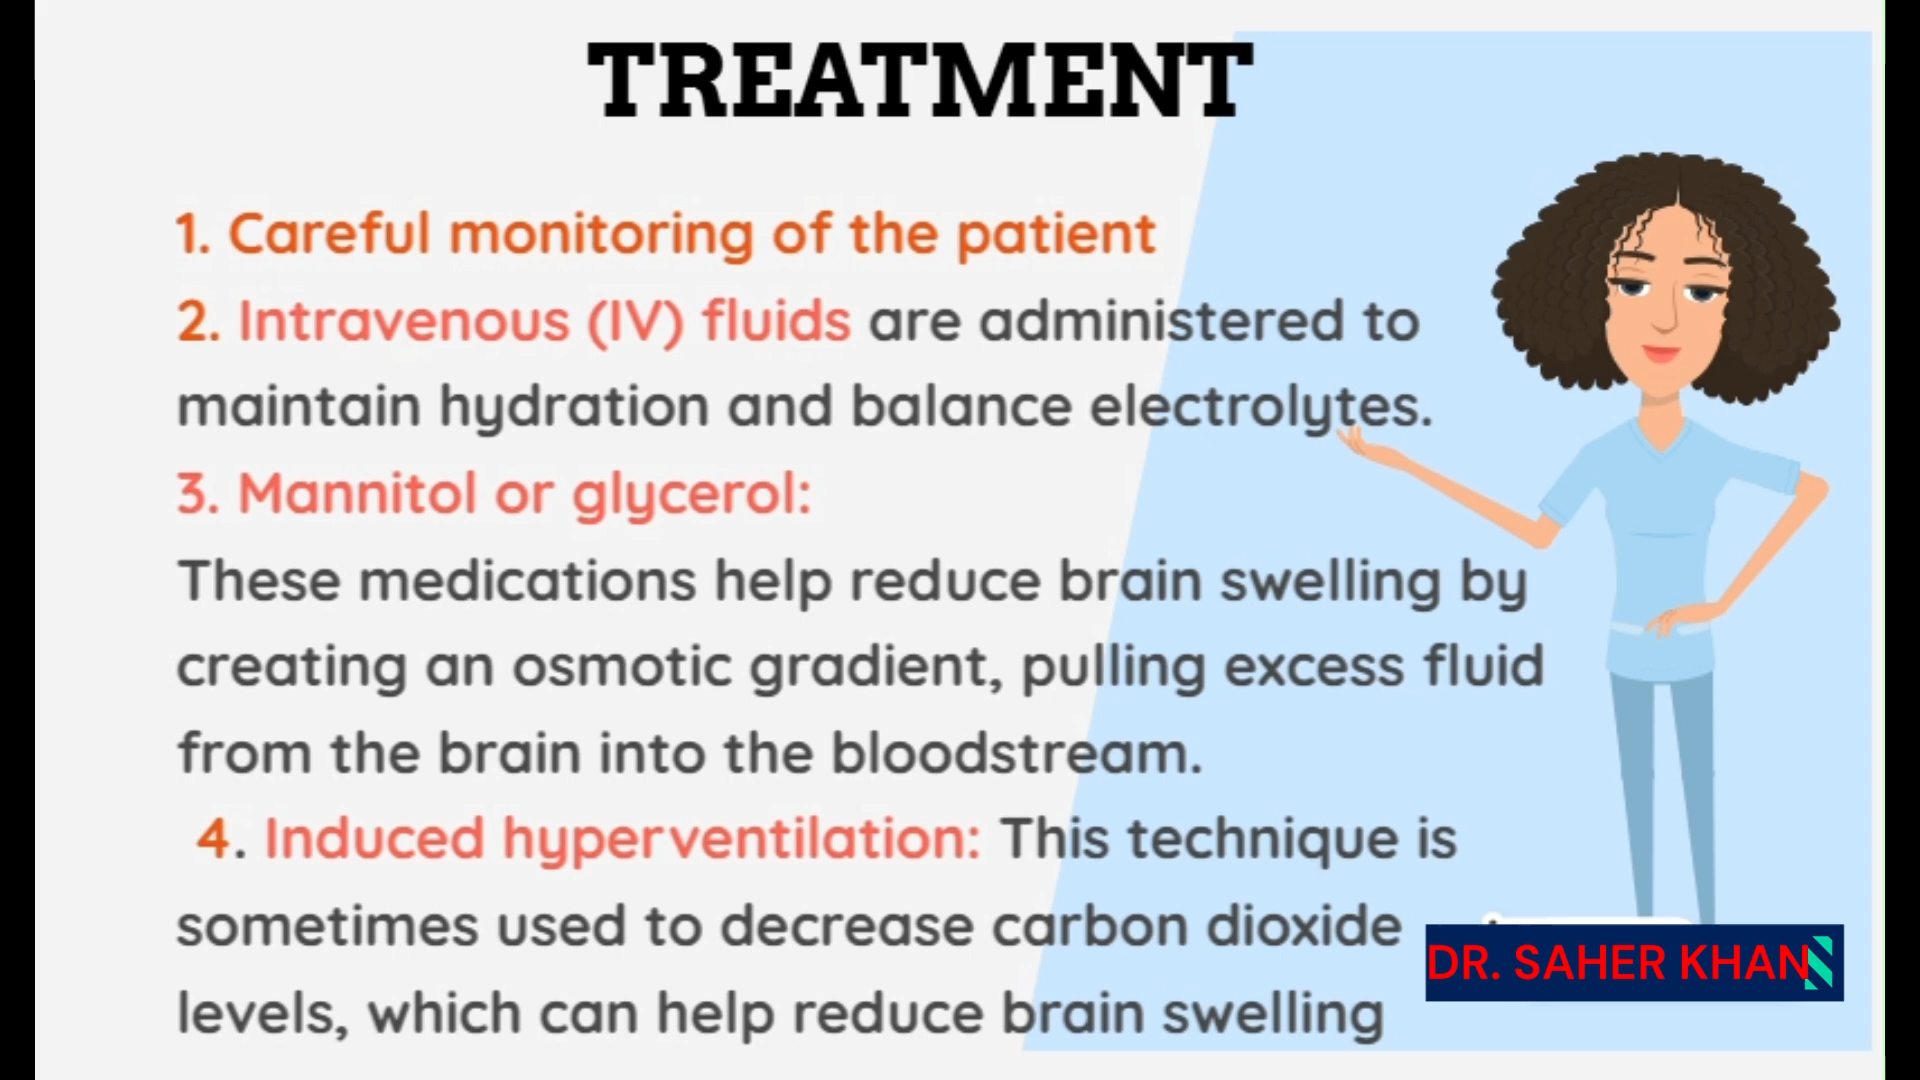 TREATMENT
1. Careful monitoring of the patient
2. Intravenous (IV) fluids are administered to
maintain hydration and balance electrolytes.
3. Mannitol or glycerol:
These medications help reduce brain swelling by
creating an osmotic gradient, pulling excess fluid
from the brain into the bloodstream.
4. Induced hyperventilation: This technique is
sometimes used to decrease carbon dioxide
levels, which can help reduce brain swelling
DR. SAHER KHAN